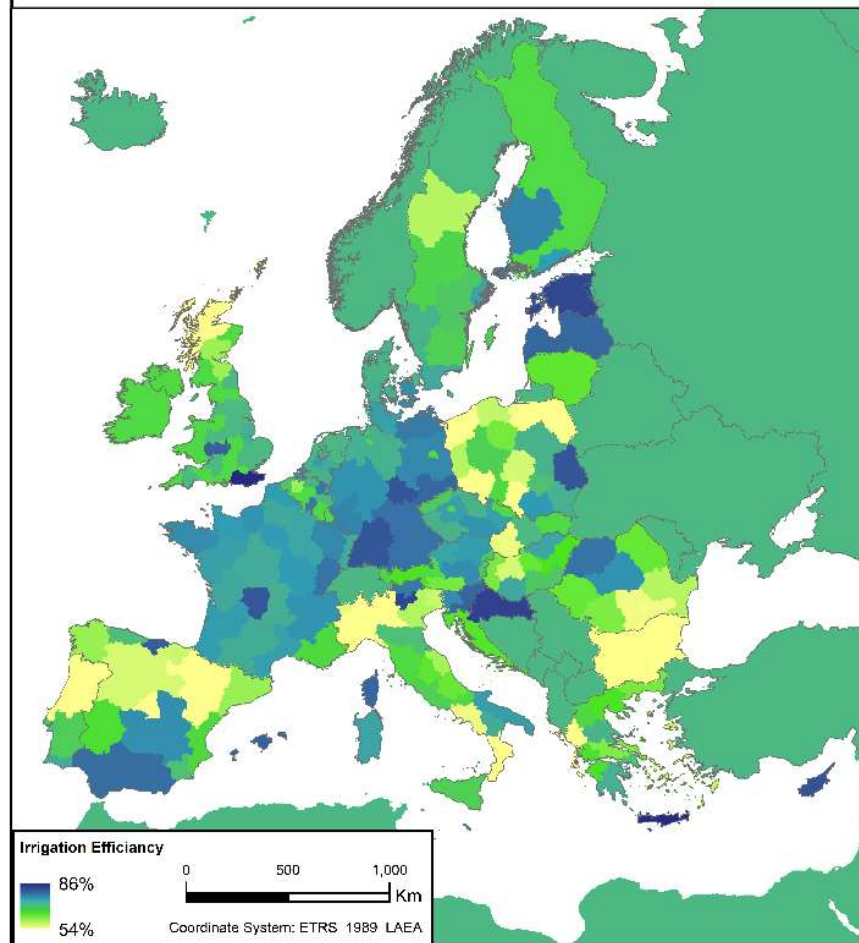 Irrigation Efficiancy
86%
54%
0 500 1,000
Km
Coordinate System: ETRS 1989 LAEA